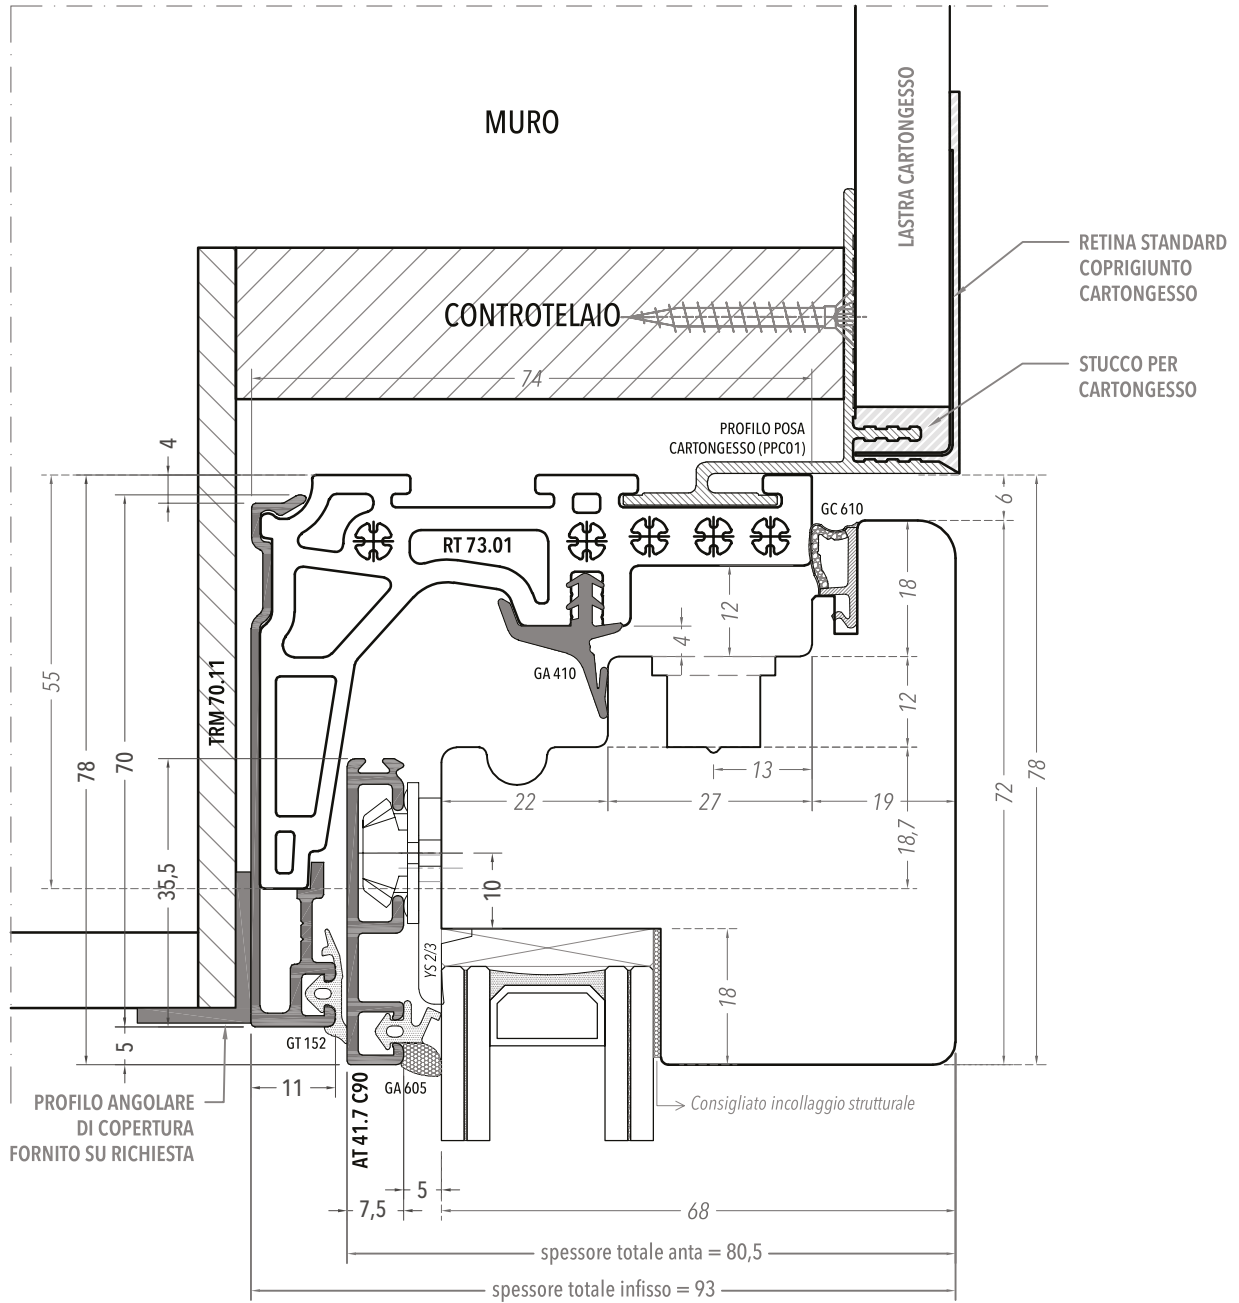 MURO
LASTRA CARTONGESSO
RETINA STANDARD
COPRIGIUNTO
CARTONGESSO
CONTROTELAIO
STUCCO PER
CARTONGESSO
74
PROFILO POSA
CARTONGESSO (PPC01)
4
6
GC 610
RT 73.01
18
12
4
GA 410
55
TRM 70.11
12
78
70
13
78
72
22
27
19
18,7
35,5
10
YS 2/3
18
5
GT 152
11
GA 605
AT 41.7 C90
PROFILO ANGOLARE
DI COPERTURA
FORNITO SU RICHIESTA
Consigliato incollaggio strutturale
5
7,5
68
spessore totale anta = 80,5
spessore totale infisso = 93